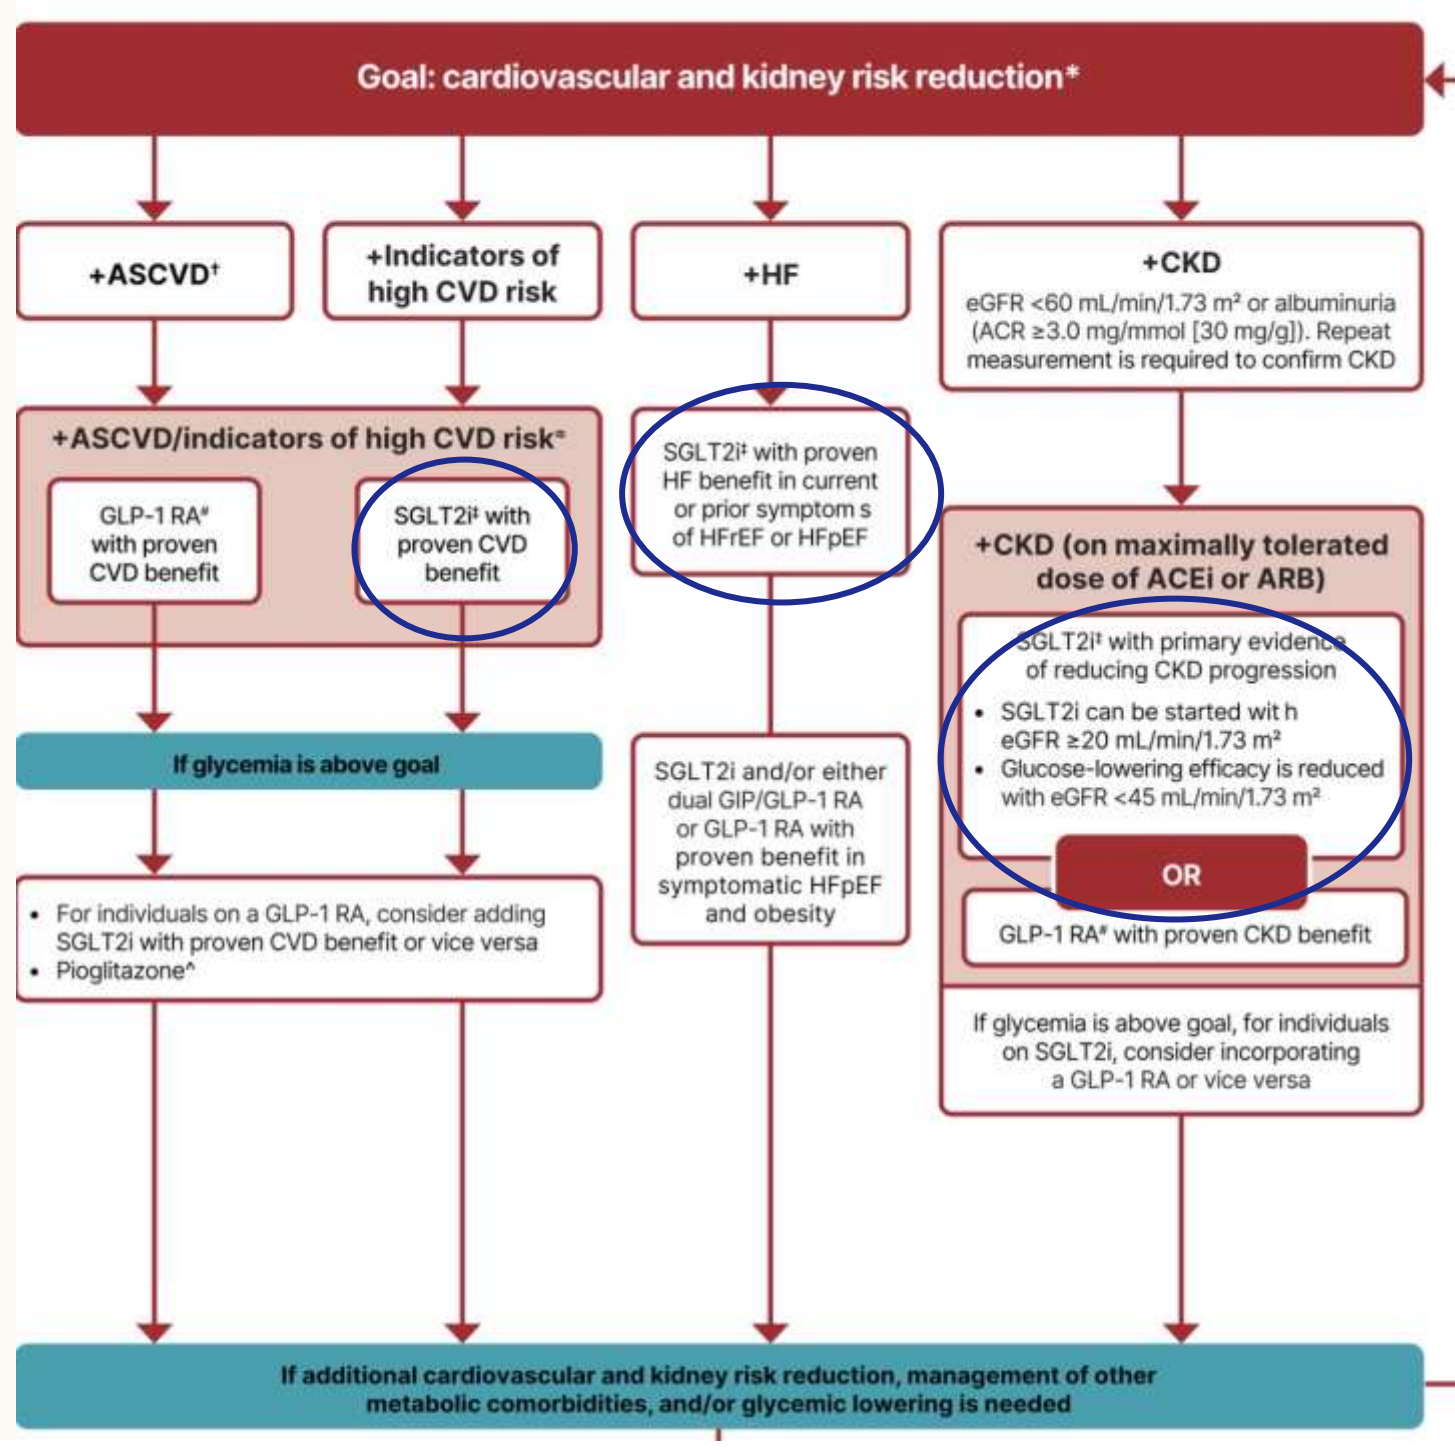 Goal: cardiovascular and kidney risk reduction*
+ASCVD†
+Indicators of
high CVD risk
+HF
+CKD
eGFR <60 mL/min/1.73 m² or albuminuria
(ACR ≥3.0 mg/mmol [30 mg/g]). Repeat
measurement is required to confirm CKD
+ASCVD/indicators of high CVD risk≈
GLP-1 RA#
with proven
CVD benefit
SGLT2i‡ with
proven CVD
benefit
SGLT2i‡ with proven
HF benefit in current
or prior symptom s
of HFrEF or HFpEF
+CKD (on maximally tolerated
dose of ACEi or ARB)
SGLT2i‡ with primary evidence
of reducing CKD progression
• SGLT2i can be started wit h
eGFR ≥20 mL/min/1.73 m²
• Glucose-lowering efficacy is reduced
with eGFR <45 mL/min/1.73 m²
OR
GLP-1 RA# with proven CKD benefit
If glycemia is above goal, for individuals
on SGLT2i, consider incorporating
a GLP-1 RA or vice versa
If glycemia is above goal
• For individuals on a GLP-1 RA, consider adding
SGLT2i with proven CVD benefit or vice versa
• Pioglitazone^
SGLT2i and/or either
dual GIP/GLP-1 RA
or GLP-1 RA with
proven benefit in
symptomatic HFpEF
and obesity
If additional cardiovascular and kidney risk reduction, management of other
metabolic comorbidities, and/or glycemic lowering is needed